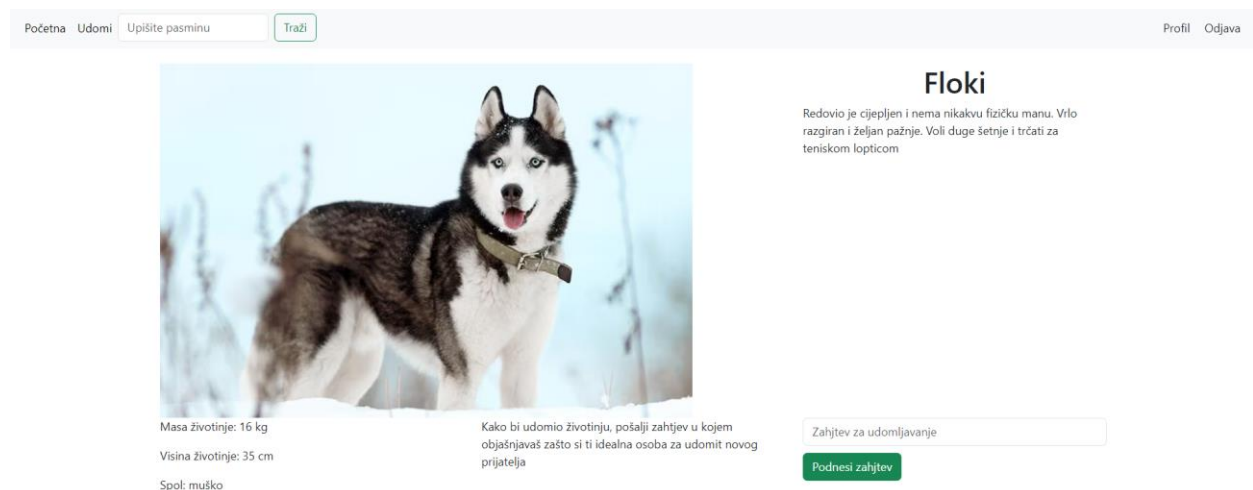 Početna Udomi Upišite pasminu Traži Profil Odjava
Floki
Redovio je cijepljen i nema nikakvu fizičku manu. Vrlo
razgiran i željan pažnje. Voli duge šetnje i trčati za
teniskom lopticom
Masa životinje: 16 kg
Visina životinje: 35 cm
Spol: muško
Kako bi udomio životinju, pošalji zahtjev u kojem
objašnjavaš zašto si ti idealna osoba za udomit novog
prijatelja
Zahjtev za udomljavanje
Podnesi zahjtev